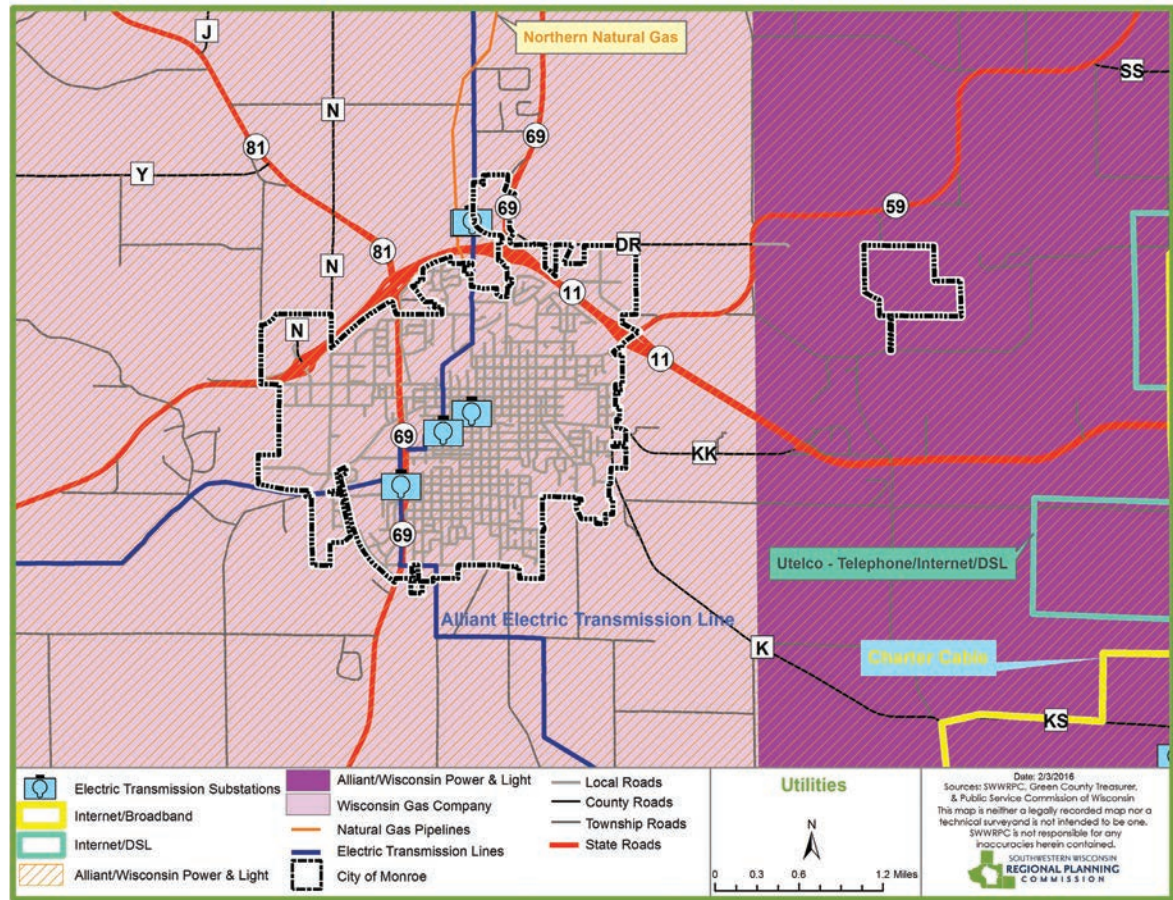 Northern Natural Gas
J
SS
N
69
81
Y
59
69
DR
81
N
11
N
11
69
KK
69
Utelco - Telephone/Internet/DSL
Alliant Electric Transmission Line
K
Charter Cable
KS
Electric Transmission Substations
Internet/Broadband
Internet/DSL
Alliant/Wisconsin Power & Light
Alliant/Wisconsin Power & Light
Wisconsin Gas Company
Natural Gas Pipelines
Electric Transmission Lines
City of Monroe
Local Roads
County Roads
Township Roads
State Roads
Utilities
N
0 0.3 0.6 1.2 Miles
Date: 2/3/2016
Sources: SWWRPC, Green County Treasurer,
& Public Service Commission of Wisconsin
This map is neither a legally recorded map nor a
technical surveyand is not intended to be one.
SWWRPC is not responsible for any
inaccuracies herein contained.
SOUTHWESTERN WISCONSIN
REGIONAL PLANNING
COMMISSION